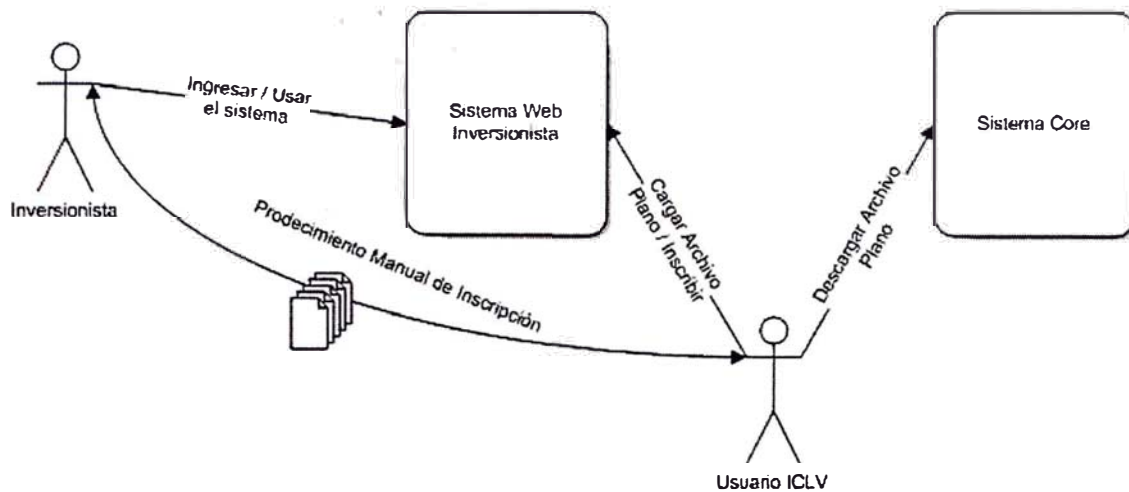 Ingresar / Usar
el sistema
Sistema Web
Inversionista
Sistema Core
Inversionista
Prodecimiento Manual de Inscripción
Cargar Archivo
Plano / Inscribir
Descargar Archivo
Plano
Usuario ICLV